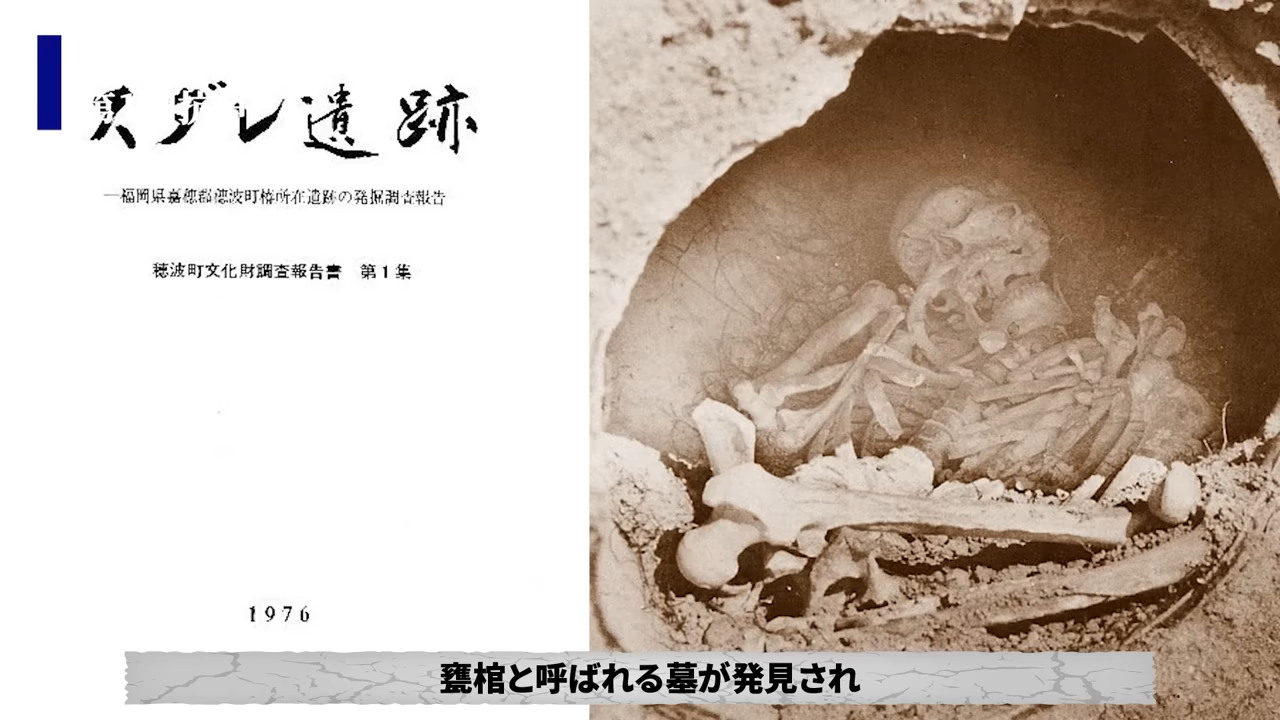 スダレ遺跡
―福岡県嘉穂郡穂波町椿所在遺跡の発掘調査報告
穂波町文化財調査報告書 第1集
1976
甕棺と呼ばれる墓が発見され